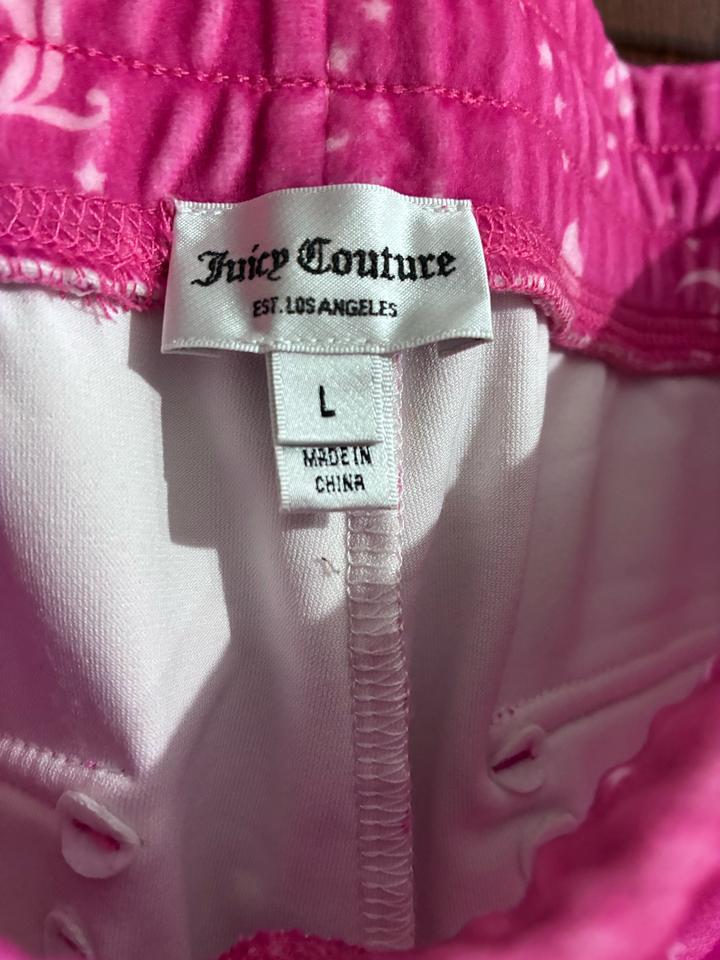 Juicy Couture
EST. LOS ANGELES
L
MADE IN
CHINA